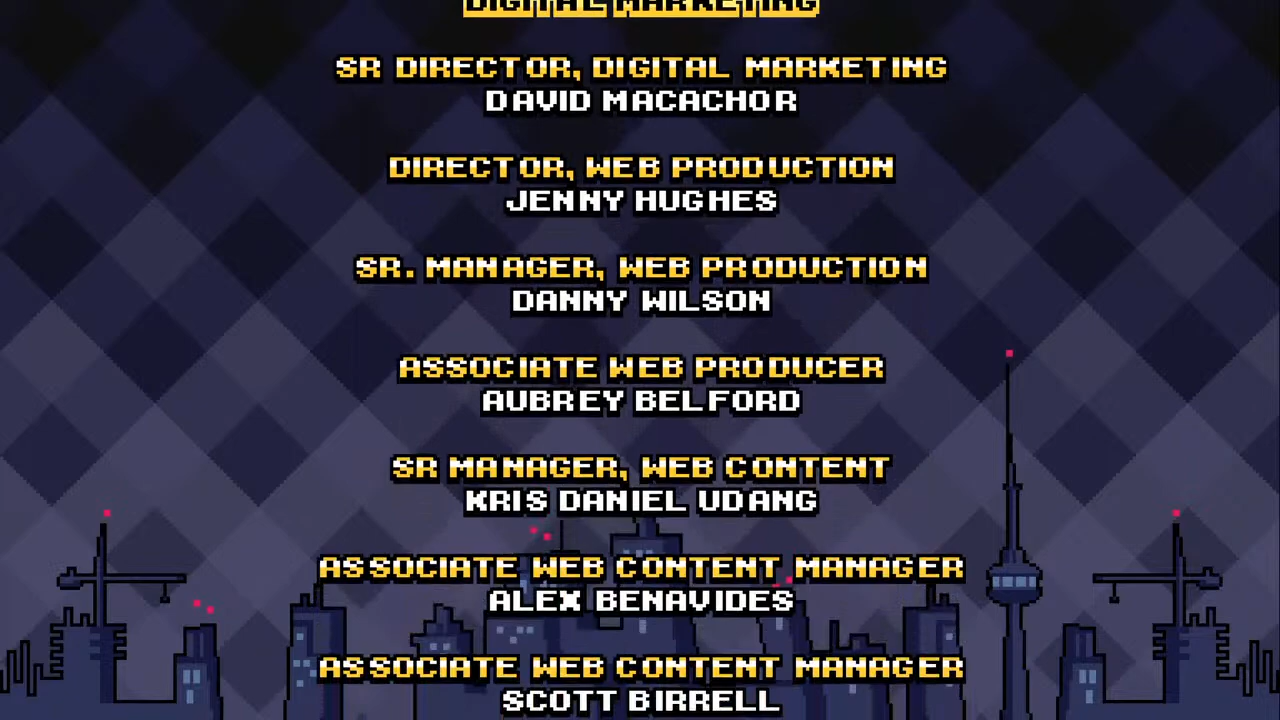 DIGITAL MARKETING
SR DIRECTOR, DIGITAL MARKETING
DAVID MACACHOR
DIRECTOR, WEB PRODUCTION
JENNY HUGHES
SR. MANAGER, WEB PRODUCTION
DANNY WILSON
ASSOCIATE WEB PRODUCER
AUBREY BELFORD
SR MANAGER, WEB CONTENT
KRIS DANIEL UDANG
ASSOCIATE WEB CONTENT MANAGER
ALEX BENAVIDES
ASSOCIATE WEB CONTENT MANAGER
SCOTT BIRRELL